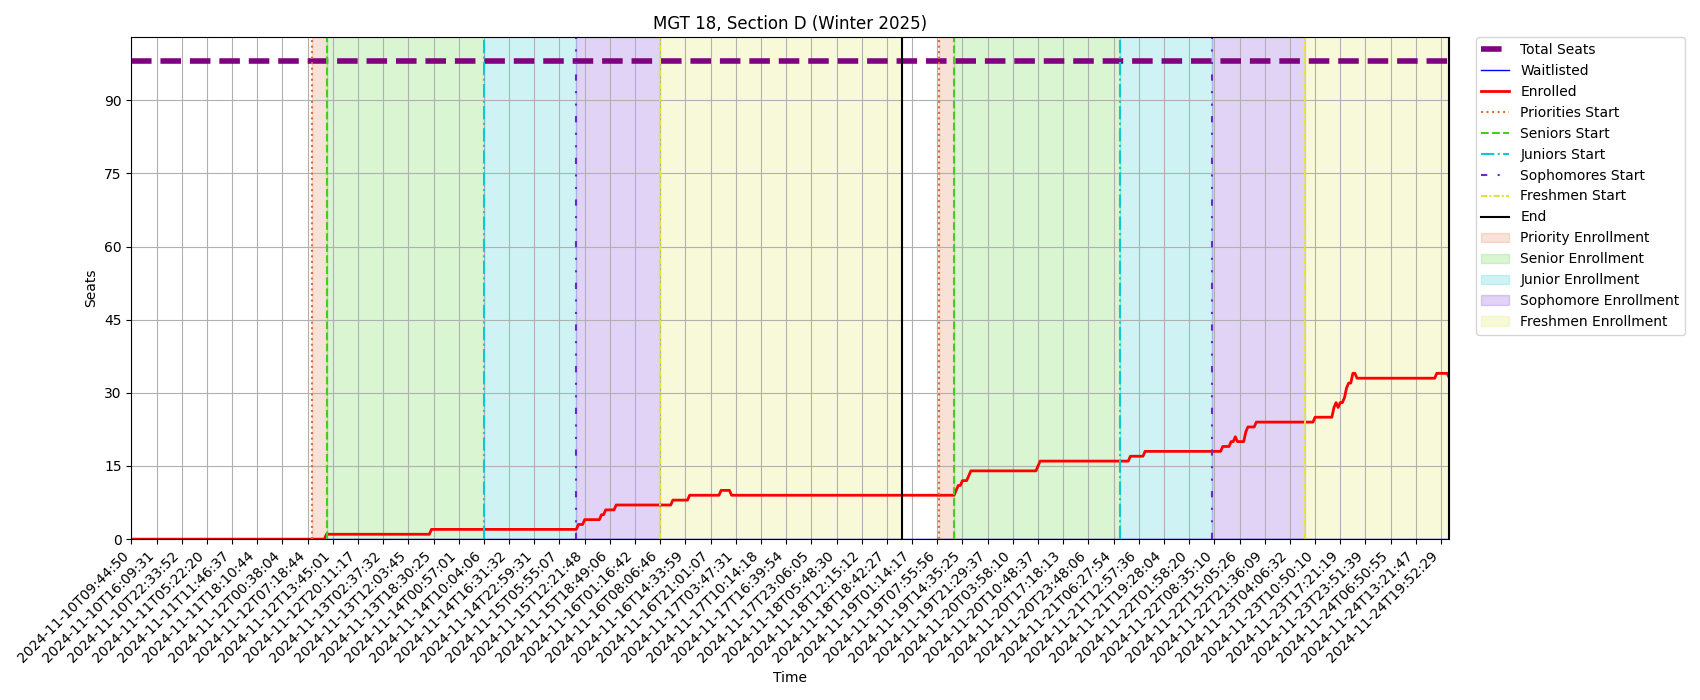 MGT 18, Section D (Winter 2025)
Total Seats
Waitlisted
Enrolled
Priorities Start
Seniors Start
Juniors Start
Sophomores Start
Freshmen Start
End
Priority Enrollment
Senior Enrollment
Junior Enrollment
Sophomore Enrollment
Freshmen Enrollment
Seats
90
75
60
45
30
15
0
2024-11-10T09:44:50
2024-11-10T16:09:31
2024-11-10T22:33:52
2024-11-11T05:22:20
2024-11-11T11:46:37
2024-11-11T18:10:44
2024-11-12T00:38:04
2024-11-12T07:18:44
2024-11-12T13:45:01
2024-11-12T20:11:17
2024-11-13T02:37:32
2024-11-13T12:03:45
2024-11-13T18:30:25
2024-11-14T00:57:01
2024-11-14T10:04:06
2024-11-14T16:31:32
2024-11-14T22:59:31
2024-11-15T05:55:07
2024-11-15T12:21:48
2024-11-15T18:49:06
2024-11-16T01:16:42
2024-11-16T08:06:46
2024-11-16T14:33:59
2024-11-16T21:01:07
2024-11-17T03:47:31
2024-11-17T10:14:18
2024-11-17T16:39:54
2024-11-17T23:06:05
2024-11-18T05:48:30
2024-11-18T12:15:12
2024-11-18T18:42:27
2024-11-19T01:14:17
2024-11-19T07:55:56
2024-11-19T14:35:25
2024-11-19T21:29:37
2024-11-20T03:58:10
2024-11-20T10:48:37
2024-11-20T17:18:13
2024-11-20T23:48:06
2024-11-21T06:27:54
2024-11-21T12:57:36
2024-11-21T19:28:04
2024-11-22T01:58:20
2024-11-22T08:35:10
2024-11-22T15:05:26
2024-11-22T21:36:09
2024-11-23T04:06:32
2024-11-23T10:50:10
2024-11-23T17:21:19
2024-11-23T23:51:39
2024-11-24T06:50:55
2024-11-24T13:21:47
2024-11-24T19:52:29
Time